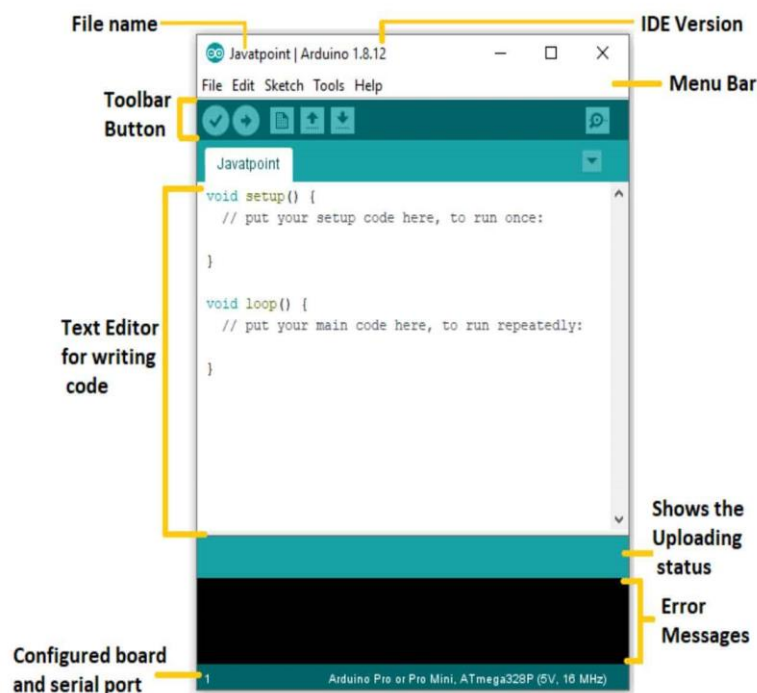 File name
IDE Version
Javatpoint | Arduino 1.8.12
File Edit Sketch Tools Help
Menu Bar
Toolbar
Button
Javatpoint
void setup() {
// put your setup code here, to run once:
}
void loop() {
// put your main code here, to run repeatedly:
}
Text Editor
for writing
code
Shows the
Uploading
status
Error
Messages
Configured board
and serial port
1
Arduino Pro or Pro Mini, ATmega328P (5V, 16 MHz)